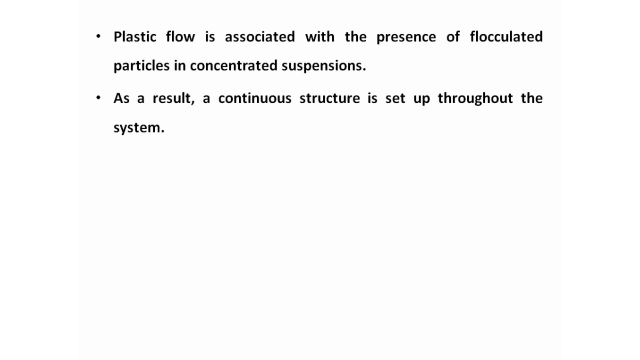 • Plastic flow is associated with the presence of flocculated
particles in concentrated suspensions.
• As a result, a continuous structure is set up throughout the
system.